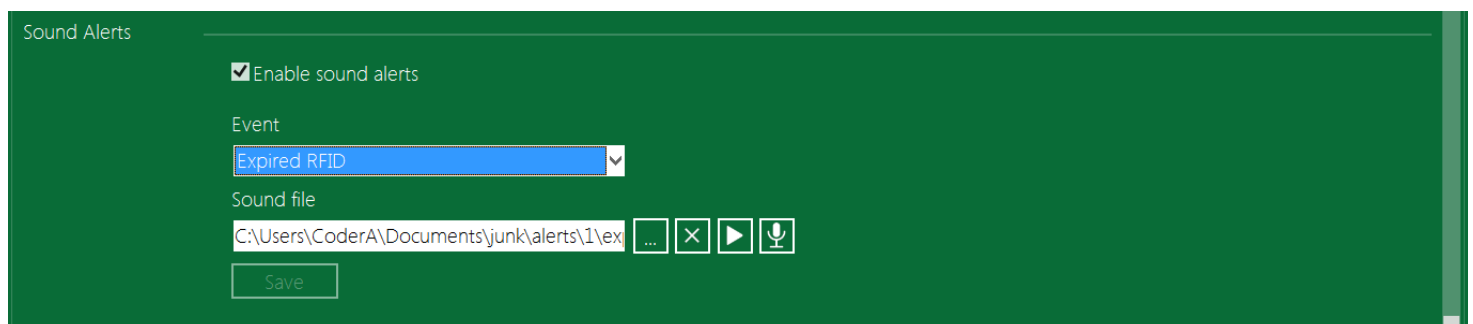 Sound Alerts
Enable sound alerts
Event
Expired RFID
Sound file
C:\Users\CoderA\Documents\junk\alerts\1\ex
...
Save